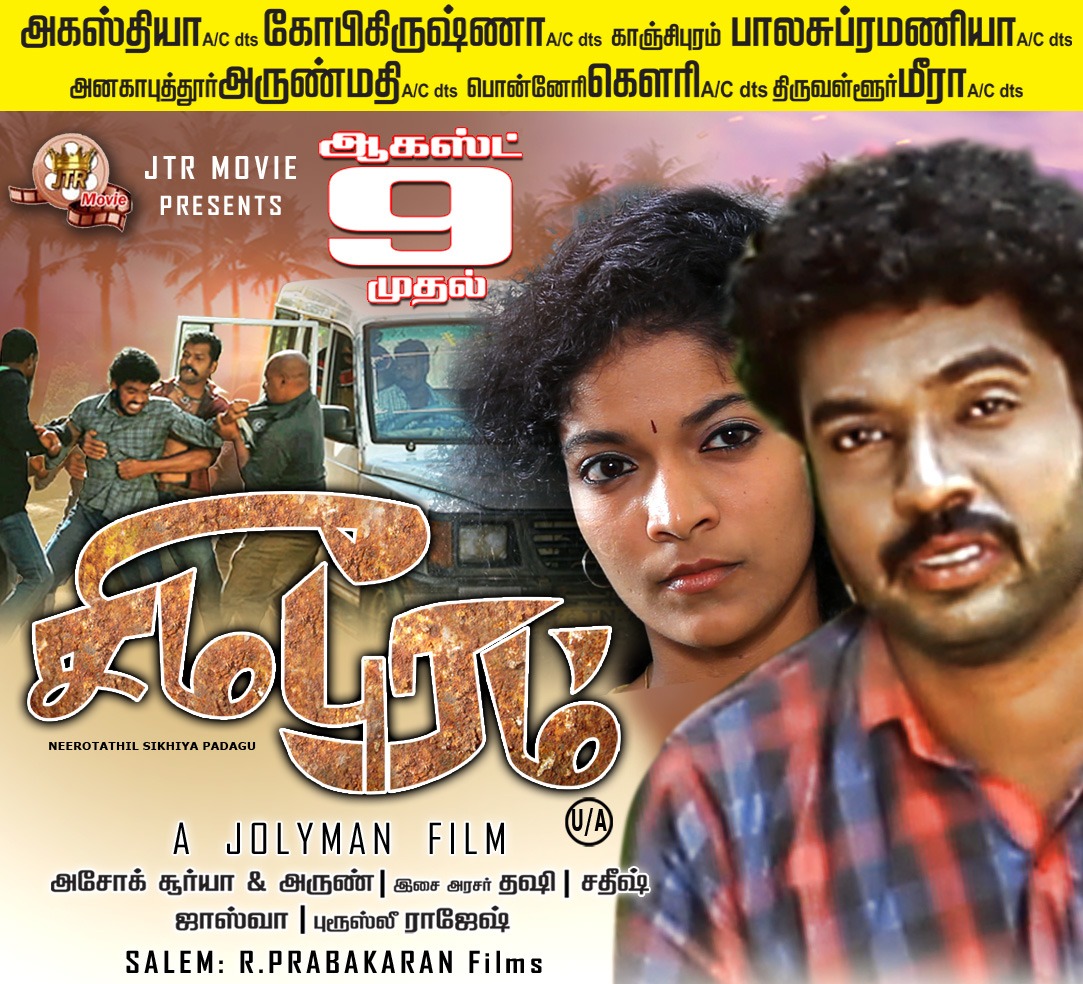 அகஸ்தியா A/C dts கோபிகிருஷ்ணா A/C dts காஞ்சிபுரம் பாலசுப்ரமணியா A/C dts
அனகாபுத்தூர் அருண்மதி A/C dts பொன்னேரி கௌரி A/C dts திருவள்ளூர் மீரா A/C dts
JTR Movie
JTR MOVIE
PRESENTS
ஆகஸ்ட்
9
முதல்
சிம்புரம்
NEEROTATHIL SIKHIYA PADAGU
U/A
A JOLYMAN FILM
அசோக் சூர்யா & அருண் | இசை அரசர் தஷி | சதீஷ்
ஜாஸ்வா | புரூஸ்லீ ராஜேஷ்
SALEM: R.PRABAKARAN Films